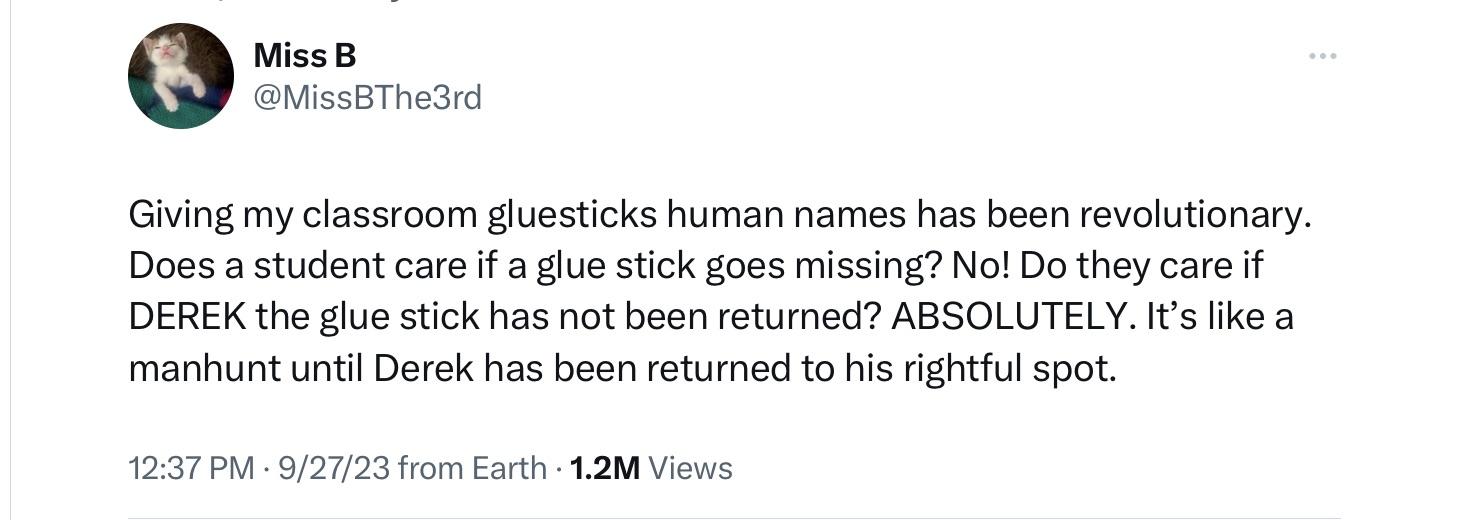 Miss B
@MissBThe3rd
Giving my classroom gluesticks human names has been revolutionary.
Does a student care if a glue stick goes missing? No! Do they care if
DEREK the glue stick has not been returned? ABSOLUTELY. It’s like a
manhunt until Derek has been returned to his rightful spot.
12:37 PM · 9/27/23 from Earth · 1.2M Views